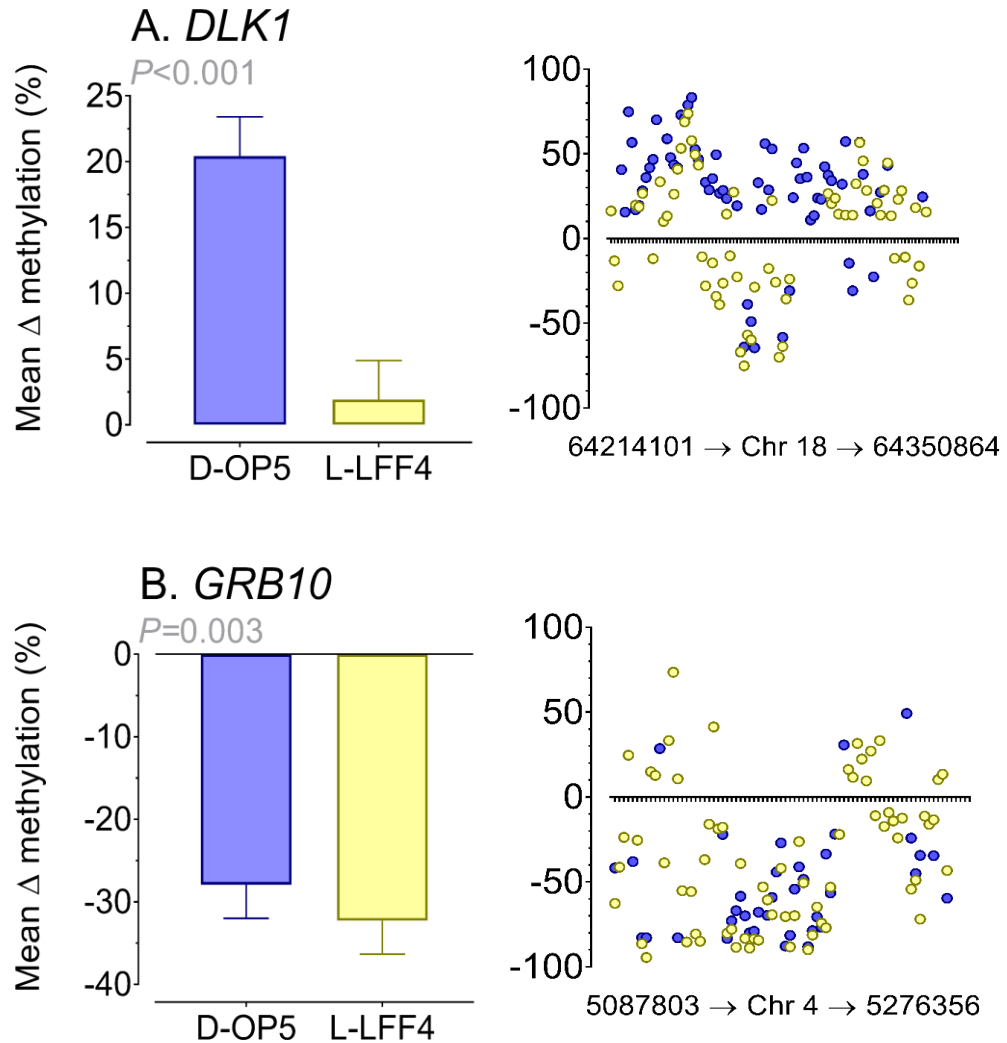 A. DLK1
P<0.001
Mean Δ methylation (%)
25
20
15
10
5
0
D-OP5
L-LFF4
100
50
0
-50
-100
64214101 → Chr 18 → 64350864
B. GRB10
P=0.003
Mean Δ methylation (%)
0
-10
-20
-30
-40
D-OP5
L-LFF4
100
50
0
-50
-100
5087803 → Chr 4 → 5276356